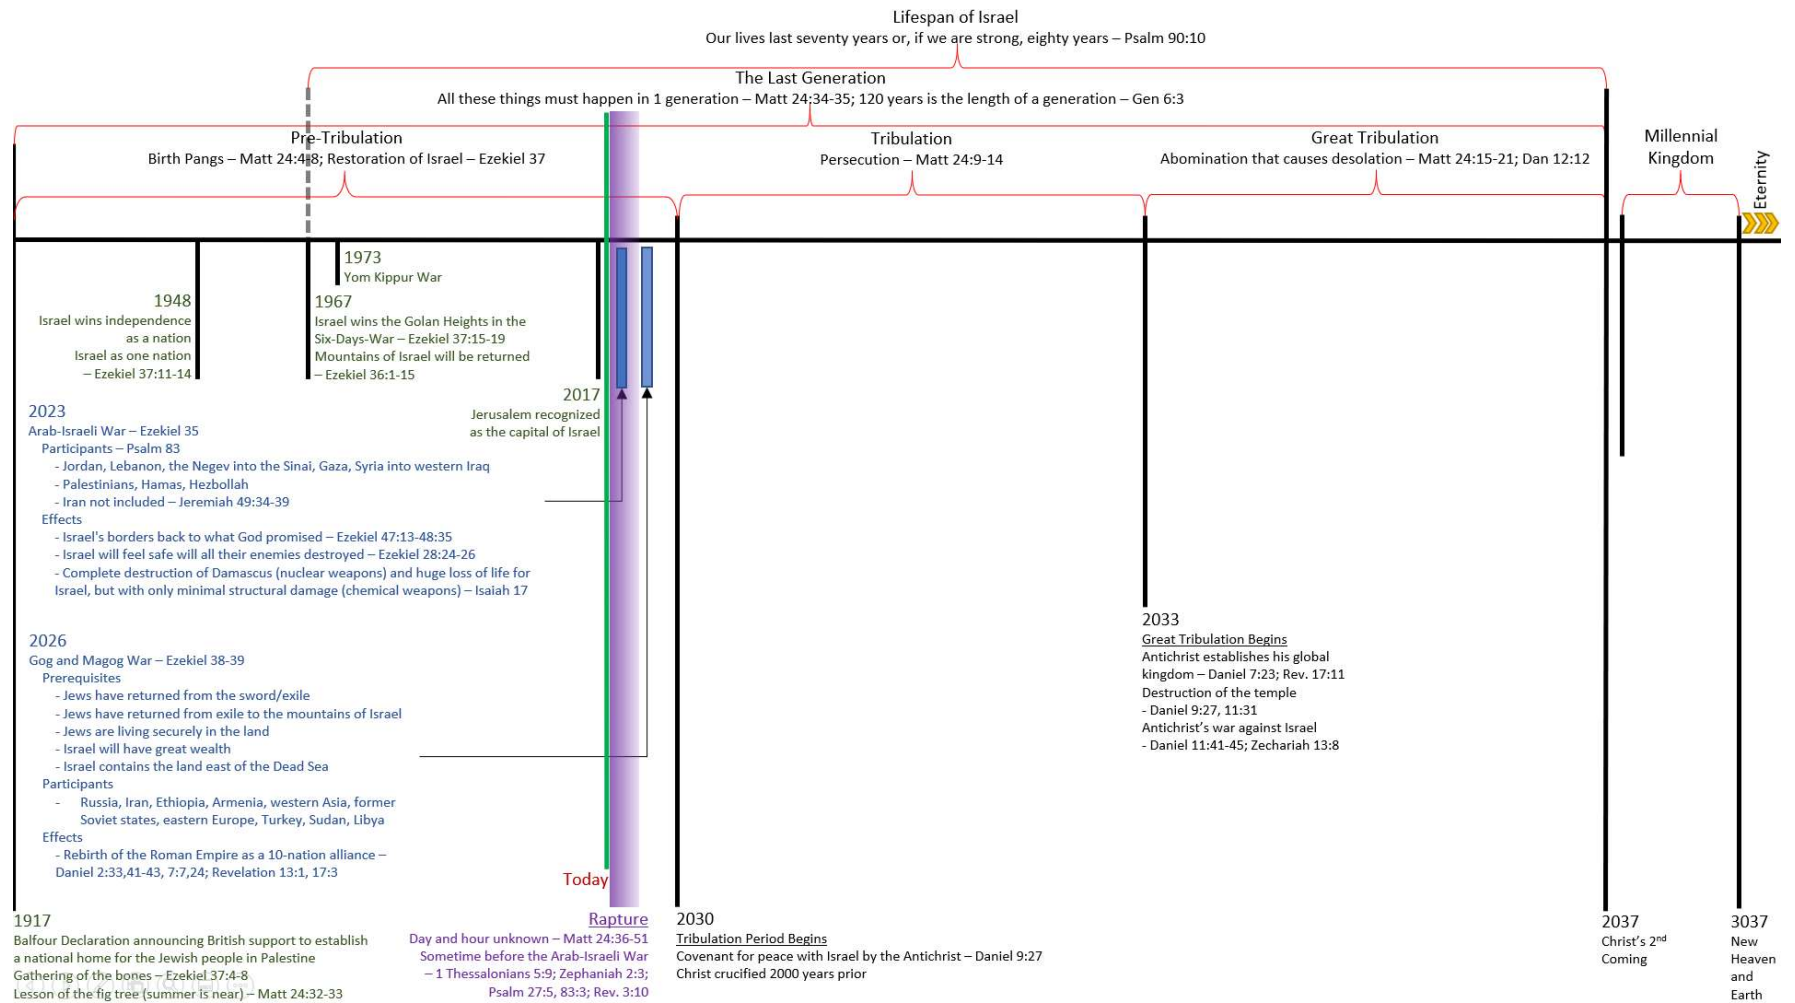 Lifespan of Israel
Our lives last seventy years or, if we are strong, eighty years – Psalm 90:10
The Last Generation
All these things must happen in 1 generation – Matt 24:34-35; 120 years is the length of a generation – Gen 6:3
Pre-Tribulation
Birth Pangs – Matt 24:4-8; Restoration of Israel – Ezekiel 37
Tribulation
Persecution – Matt 24:9-14
Great Tribulation
Abomination that causes desolation – Matt 24:15-21; Dan 12:12
Millennial
Kingdom
Eternity
1973
Yom Kippur War
1948
Israel wins independence
as a nation
Israel as one nation
– Ezekiel 37:11-14
1967
Israel wins the Golan Heights in the
Six-Days-War – Ezekiel 37:15-19
Mountains of Israel will be returned
– Ezekiel 36:1-15
2017
Jerusalem recognized
as the capital of Israel
2023
Arab-Israeli War – Ezekiel 35
Participants – Psalm 83
- Jordan, Lebanon, the Negev into the Sinai, Gaza, Syria into western Iraq
- Palestinians, Hamas, Hezbollah
- Iran not included – Jeremiah 49:34-39
Effects
- Israel's borders back to what God promised – Ezekiel 47:13-48:35
- Israel will feel safe will all their enemies destroyed – Ezekiel 28:24-26
- Complete destruction of Damascus (nuclear weapons) and huge loss of life for
Israel, but with only minimal structural damage (chemical weapons) – Isaiah 17
2026
Gog and Magog War – Ezekiel 38-39
Prerequisites
- Jews have returned from the sword/exile
- Jews have returned from exile to the mountains of Israel
- Jews are living securely in the land
- Israel will have great wealth
- Israel contains the land east of the Dead Sea
Participants
- Russia, Iran, Ethiopia, Armenia, western Asia, former
Soviet states, eastern Europe, Turkey, Sudan, Libya
Effects
- Rebirth of the Roman Empire as a 10-nation alliance –
Daniel 2:33,41-43, 7:7,24; Revelation 13:1, 17:3
2033
Great Tribulation Begins
Antichrist establishes his global
kingdom – Daniel 7:23; Rev. 17:11
Destruction of the temple
- Daniel 9:27, 11:31
Antichrist's war against Israel
- Daniel 11:41-45; Zechariah 13:8
Today
1917
Balfour Declaration announcing British support to establish
a national home for the Jewish people in Palestine
Gathering of the bones – Ezekiel 37:4-8
Lesson of the fig tree (summer is near) – Matt 24:32-33
Rapture
Day and hour unknown – Matt 24:36-51
Sometime before the Arab-Israeli War
– 1 Thessalonians 5:9; Zephaniah 2:3;
Psalm 27:5, 83:3; Rev. 3:10
2030
Tribulation Period Begins
Covenant for peace with Israel by the Antichrist – Daniel 9:27
Christ crucified 2000 years prior
2037
Christ's 2nd
Coming
3037
New
Heaven
and
Earth